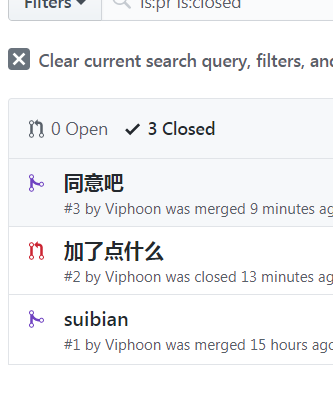 Filters
is:pr is:closed
Clear current search query, filters, and
0 Open 3 Closed
同意吧
#3 by Viphoon was merged 9 minutes ag
加了点什么
#2 by Viphoon was closed 13 minutes ag
suibian
#1 by Viphoon was merged 15 hours ago